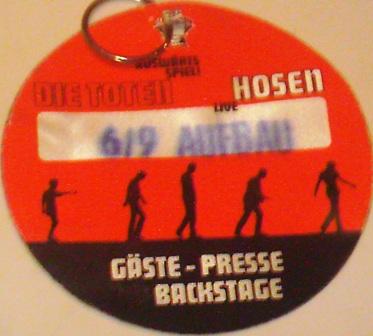 AUSWÄRTS
SPIEL!
DIE TOTEN HOSEN
LIVE
6/9 AUFBAU
GÄSTE - PRESSE
BACKSTAGE